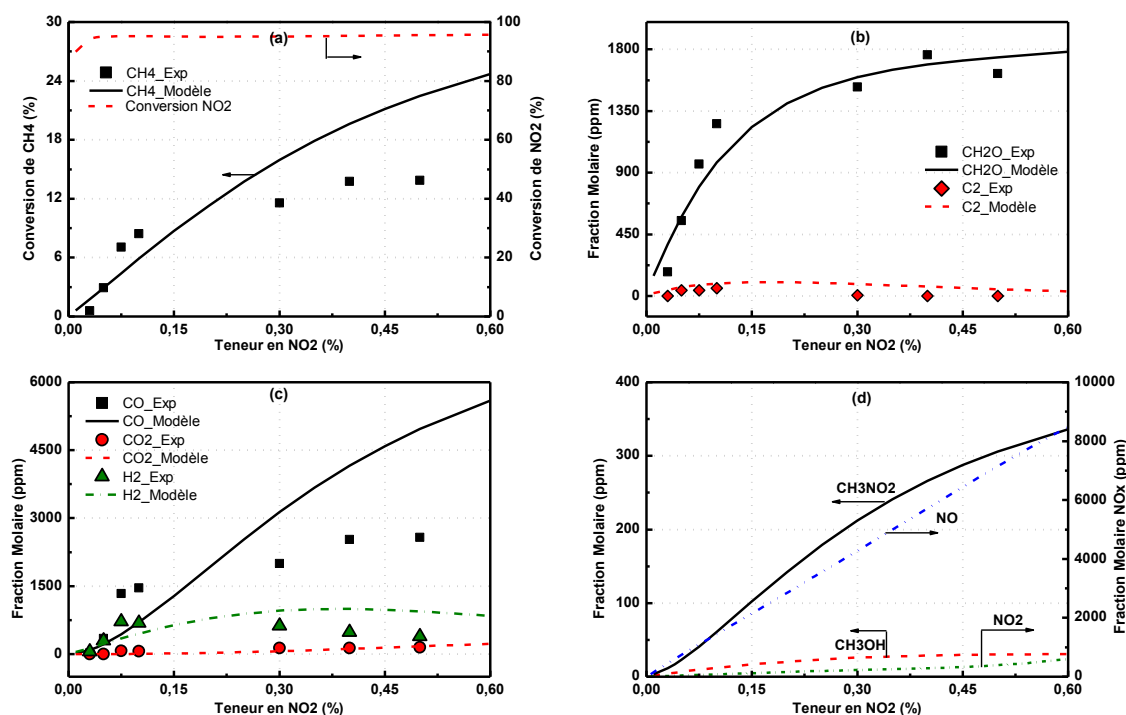 (a)
CH4_Exp
CH4_Modèle
Conversion NO2
30
24
18
12
6
0
100
80
60
40
20
0
Conversion de CH4 (%)
Conversion de NO2 (%)
0,00 0,15 0,30 0,45 0,60
Teneur en NO2 (%)
(b)
CH2O_Exp
CH2O_Modèle
C2_Exp
C2_Modèle
1800
1350
900
450
0
Fraction Molaire (ppm)
0,00 0,15 0,30 0,45 0,60
Teneur en NO2 (%)
(c)
CO_Exp
CO_Modèle
CO2_Exp
CO2_Modèle
H2_Exp
H2_Modèle
6000
4500
3000
1500
0
Fraction Molaire (ppm)
0,00 0,15 0,30 0,45 0,60
Teneur en NO2 (%)
(d)
CH3NO2
NO
NO2
CH3OH
400
300
200
100
0
10000
8000
6000
4000
2000
0
Fraction Molaire (ppm)
Fraction Molaire NOx (ppm)
0,00 0,15 0,30 0,45 0,60
Teneur en NO2 (%)